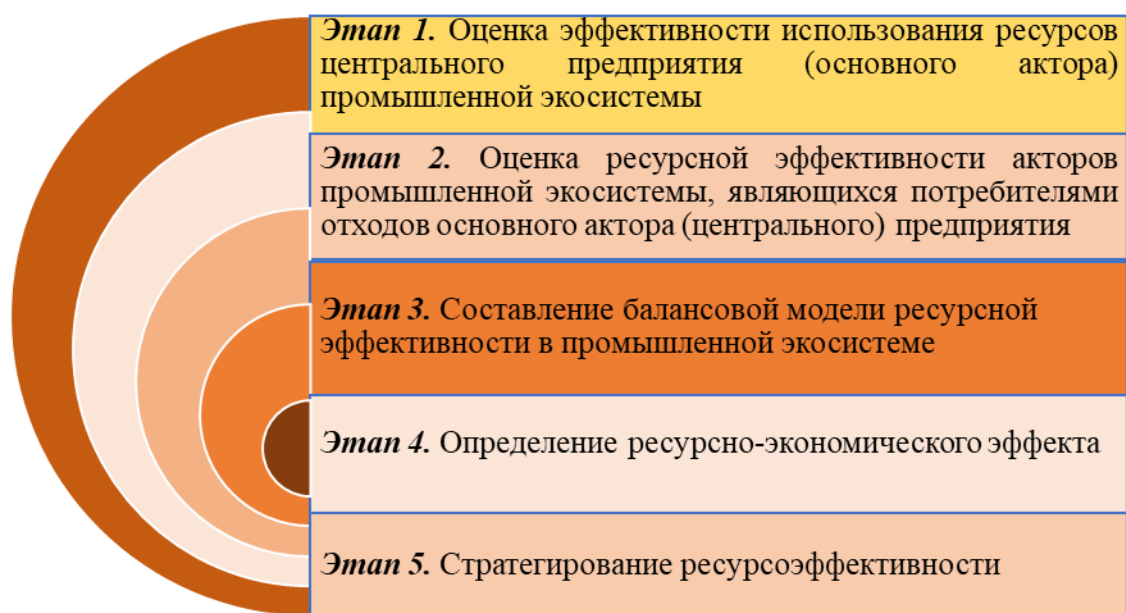 Этап 1. Оценка эффективности использования ресурсов
центрального предприятия (основного актора)
промышленной экосистемы
Этап 2. Оценка ресурсной эффективности акторов
промышленной экосистемы, являющихся потребителями
отходов основного актора (центрального) предприятия
Этап 3. Составление балансовой модели ресурсной
эффективности в промышленной экосистеме
Этап 4. Определение ресурсно-экономического эффекта
Этап 5. Стратегирование ресурсоэффективности